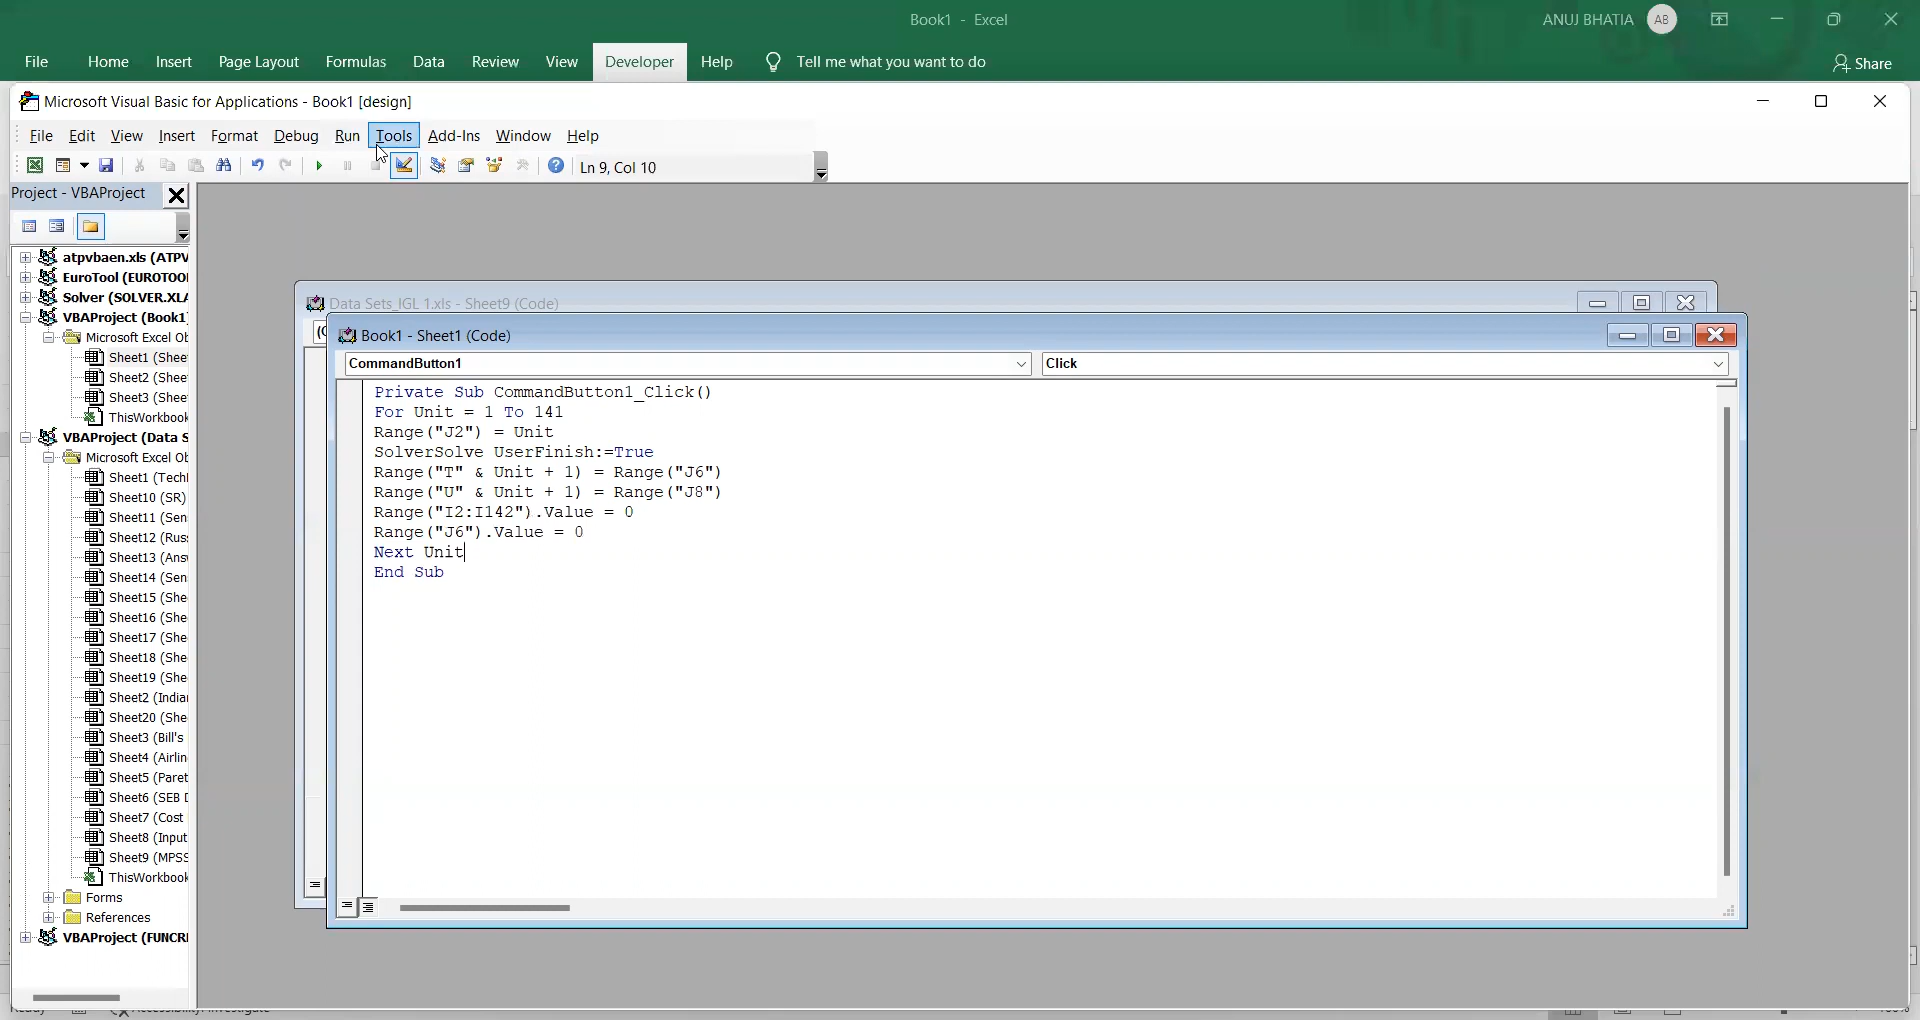 Book1 - Excel
ANUJ BHATIA AB
File Home Insert Page Layout Formulas Data Review View Developer Help Tell me what you want to do Share
Microsoft Visual Basic for Applications - Book1 [design]
File Edit View Insert Format Debug Run Tools Add-Ins Window Help
Ln 9, Col 10
Project - VBAProject
atpvbaen.xls (ATPV
EuroTool (EUROTOOL
Solver (SOLVER.XLA
VBAProject (Book1)
Microsoft Excel Ob
Sheet1 (Shee
Sheet2 (Shee
Sheet3 (Shee
ThisWorkbook
VBAProject (Data S
Microsoft Excel Ob
Sheet1 (Tech
Sheet10 (SR)
Sheet11 (Sen
Sheet12 (Rus
Sheet13 (Ans
Sheet14 (Sen
Sheet15 (She
Sheet16 (She
Sheet17 (She
Sheet18 (She
Sheet19 (She
Sheet2 (India
Sheet20 (She
Sheet3 (Bill's
Sheet4 (Airlin
Sheet5 (Paret
Sheet6 (SEB D
Sheet7 (Cost
Sheet8 (Input
Sheet9 (MPSS
ThisWorkbook
Forms
References
VBAProject (FUNCRE
Data Sets_IGL 1.xls - Sheet9 (Code)
Book1 - Sheet1 (Code)
CommandButton1 Click
Private Sub CommandButton1_Click()
For Unit = 1 To 141
Range("J2") = Unit
SolverSolve UserFinish:=True
Range("T" & Unit + 1) = Range("J6")
Range("U" & Unit + 1) = Range("J8")
Range("I2:I142").Value = 0
Range("J6").Value = 0
Next Unit
End Sub